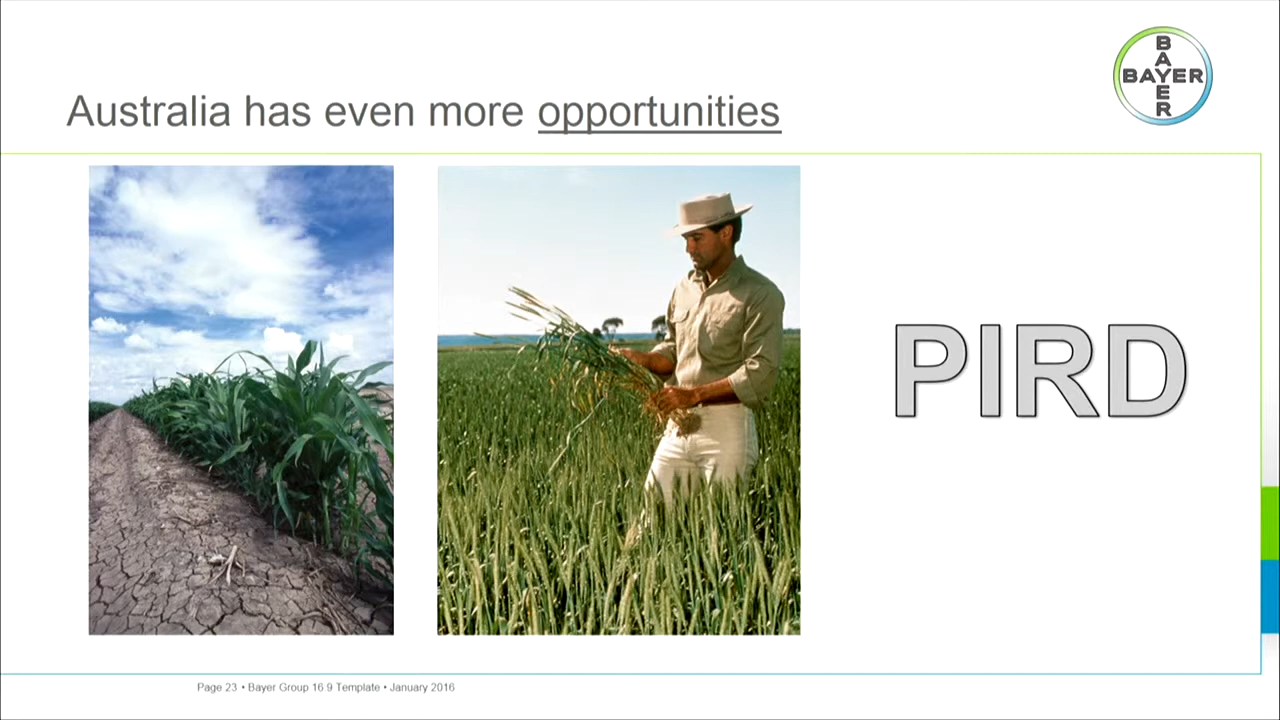 Australia has even more opportunities
B
A
BAYER
E
R
PIRD
Page 23 • Bayer Group 16 9 Template • January 2016